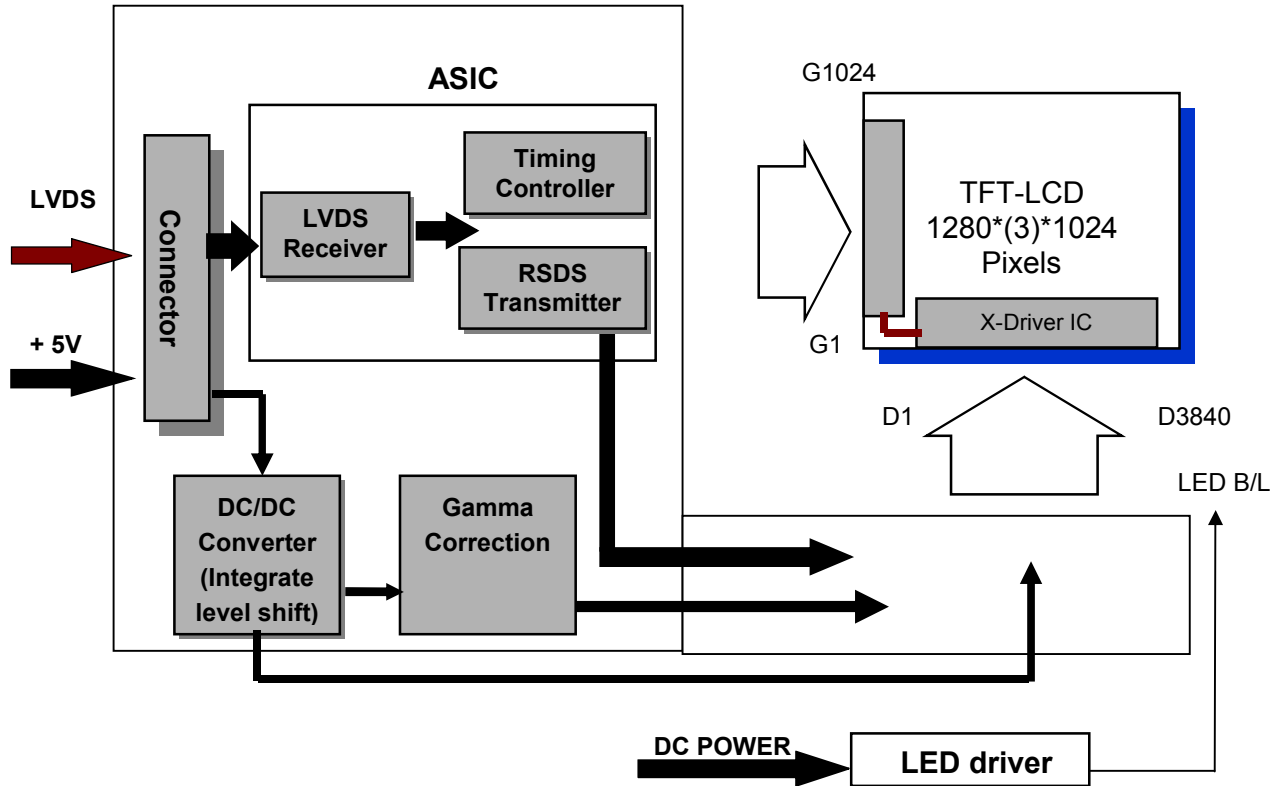 ASIC
G1024
LVDS
Connector
LVDS
Receiver
Timing
Controller
RSDS
Transmitter
TFT-LCD
1280*(3)*1024
Pixels
X-Driver IC
+ 5V
G1
D1
D3840
LED B/L
DC/DC
Converter
(Integrate
level shift)
Gamma
Correction
DC POWER
LED driver